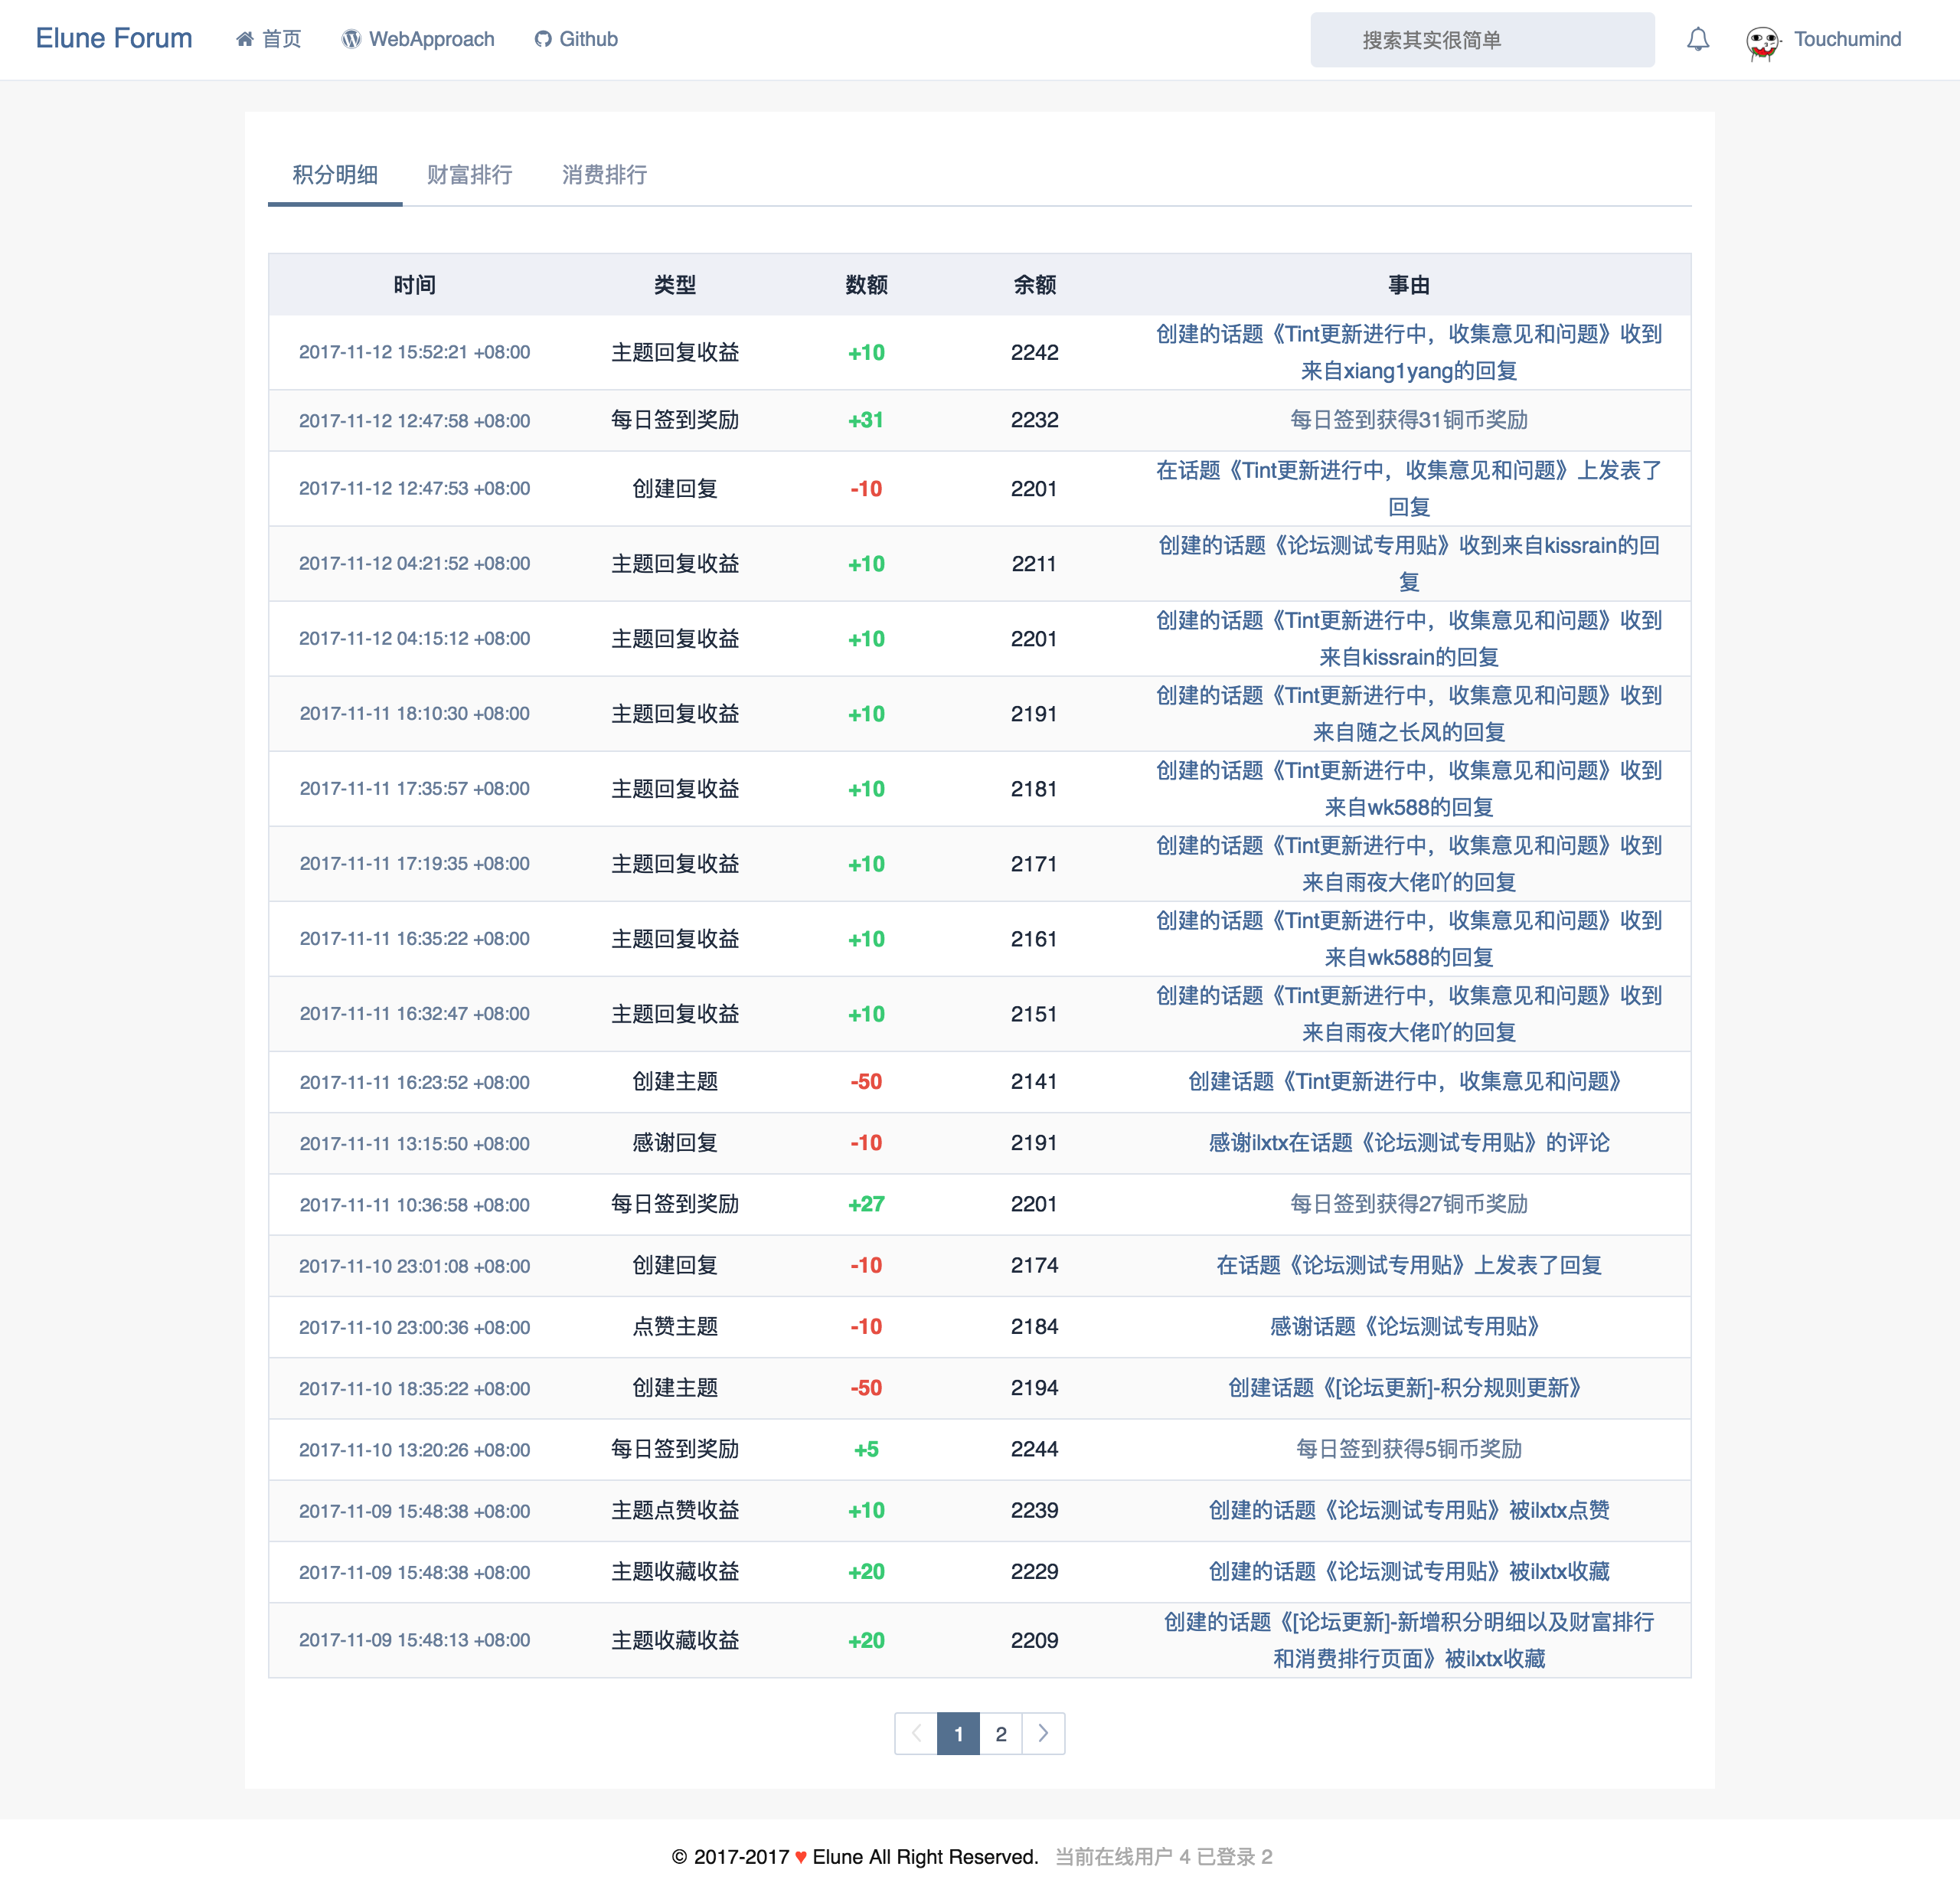 Elune Forum 首页 WebApproach Github 搜索其实很简单 Touchumind
积分明细 财富排行 消费排行
时间 类型 数额 余额 事由
2017-11-12 15:52:21 +08:00 主题回复收益 +10 2242 创建的话题《Tint更新进行中，收集意见和问题》收到
来自xiang1yang的回复
2017-11-12 12:47:58 +08:00 每日签到奖励 +31 2232 每日签到获得31铜币奖励
2017-11-12 12:47:53 +08:00 创建回复 -10 2201 在话题《Tint更新进行中，收集意见和问题》上发表了
回复
2017-11-12 04:21:52 +08:00 主题回复收益 +10 2211 创建的话题《论坛测试专用贴》收到来自kissrain的回
复
2017-11-12 04:15:12 +08:00 主题回复收益 +10 2201 创建的话题《Tint更新进行中，收集意见和问题》收到
来自kissrain的回复
2017-11-11 18:10:30 +08:00 主题回复收益 +10 2191 创建的话题《Tint更新进行中，收集意见和问题》收到
来自随之长风的回复
2017-11-11 17:35:57 +08:00 主题回复收益 +10 2181 创建的话题《Tint更新进行中，收集意见和问题》收到
来自wk588的回复
2017-11-11 17:19:35 +08:00 主题回复收益 +10 2171 创建的话题《Tint更新进行中，收集意见和问题》收到
来自雨夜大佬吖的回复
2017-11-11 16:35:22 +08:00 主题回复收益 +10 2161 创建的话题《Tint更新进行中，收集意见和问题》收到
来自wk588的回复
2017-11-11 16:32:47 +08:00 主题回复收益 +10 2151 创建的话题《Tint更新进行中，收集意见和问题》收到
来自雨夜大佬吖的回复
2017-11-11 16:23:52 +08:00 创建主题 -50 2141 创建话题《Tint更新进行中，收集意见和问题》
2017-11-11 13:15:50 +08:00 感谢回复 -10 2191 感谢ilxtx在话题《论坛测试专用贴》的评论
2017-11-11 10:36:58 +08:00 每日签到奖励 +27 2201 每日签到获得27铜币奖励
2017-11-10 23:01:08 +08:00 创建回复 -10 2174 在话题《论坛测试专用贴》上发表了回复
2017-11-10 23:00:36 +08:00 点赞主题 -10 2184 感谢话题《论坛测试专用贴》
2017-11-10 18:35:22 +08:00 创建主题 -50 2194 创建话题《[论坛更新]-积分规则更新》
2017-11-10 13:20:26 +08:00 每日签到奖励 +5 2244 每日签到获得5铜币奖励
2017-11-09 15:48:38 +08:00 主题点赞收益 +10 2239 创建的话题《论坛测试专用贴》被ilxtx点赞
2017-11-09 15:48:38 +08:00 主题收藏收益 +20 2229 创建的话题《论坛测试专用贴》被ilxtx收藏
2017-11-09 15:48:13 +08:00 主题收藏收益 +20 2209 创建的话题《[论坛更新]-新增积分明细以及财富排行
和消费排行页面》被ilxtx收藏
1 2
© 2017-2017 ♥ Elune All Right Reserved. 当前在线用户 4 已登录 2